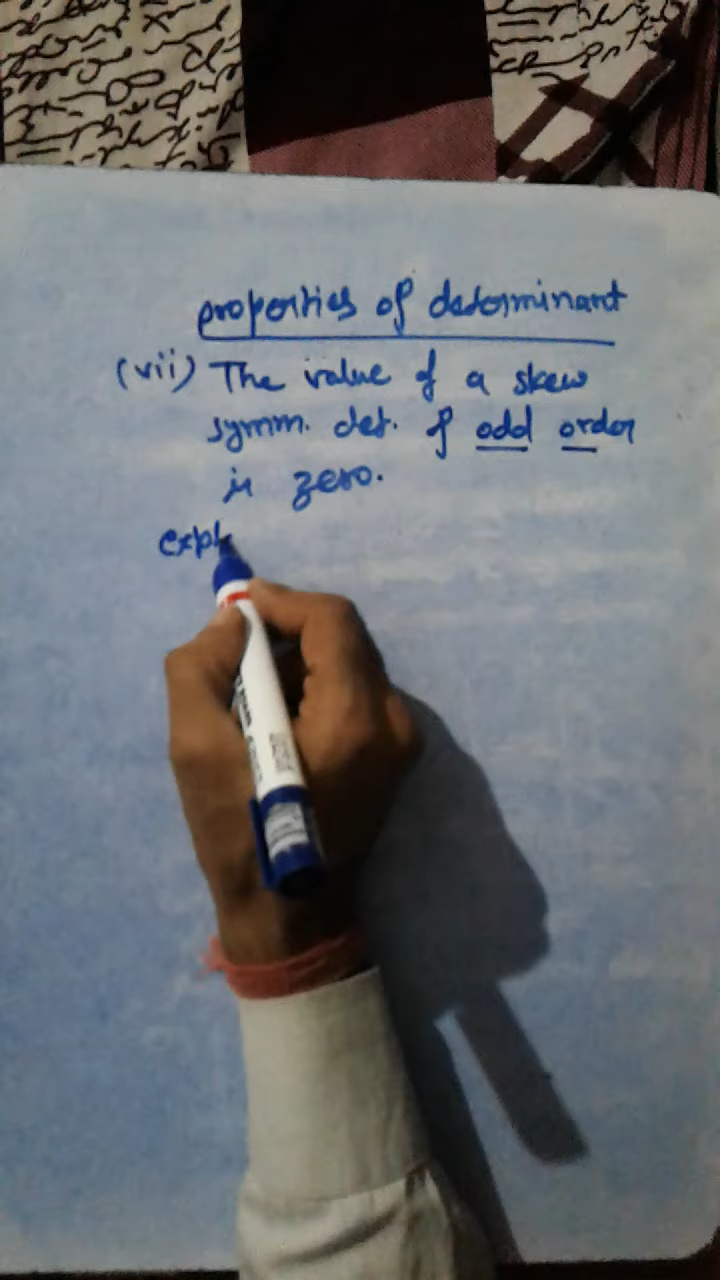 properties of determinant
(vii) The value of a skew
symm. det. of odd order
is zero.
expl